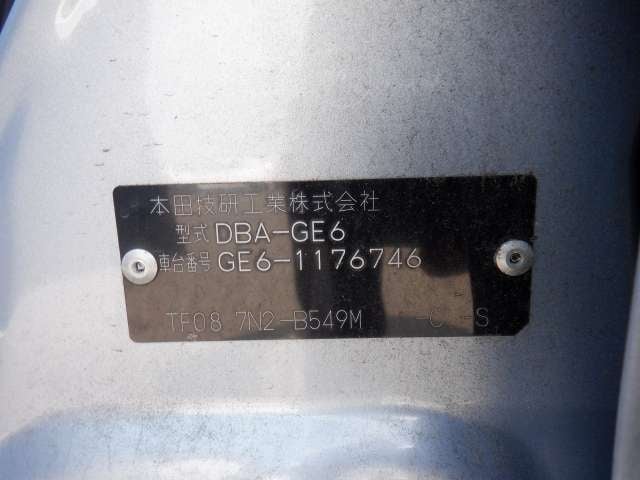 本田技研工業株式会社
型式 DBA-GE6
車台番号 GE6-1176746
TF08 7N2-B549M -C -S